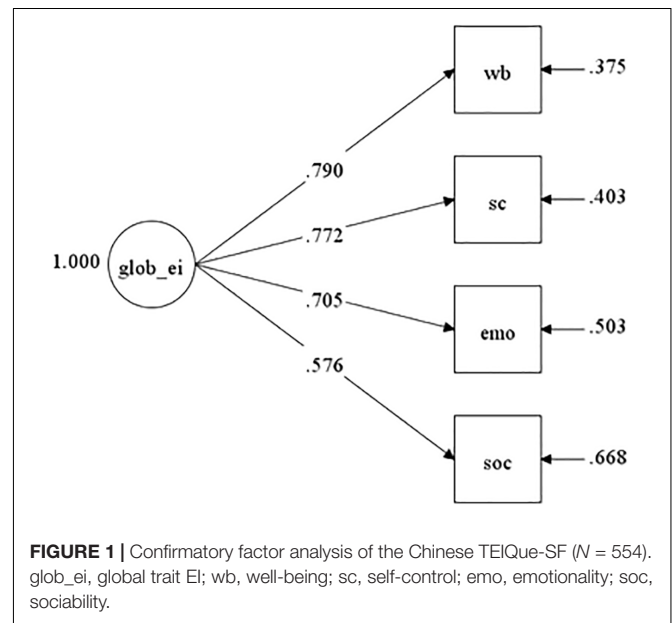 wb
.375
.790
sc
.403
.772
1.000
glob_ei
.705
emo
.503
.576
soc
.668
FIGURE 1 | Confirmatory factor analysis of the Chinese TEIQue-SF (N = 554).
glob_ei, global trait EI; wb, well-being; sc, self-control; emo, emotionality; soc,
sociability.